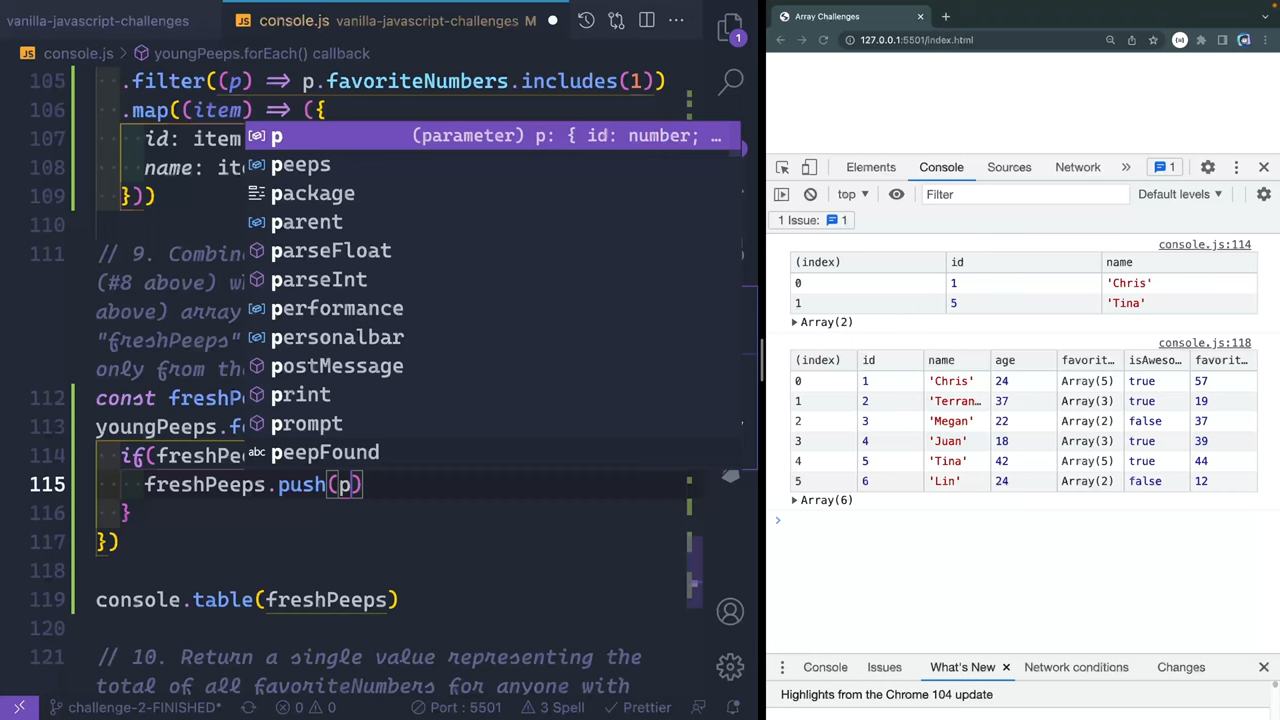 vanilla-javascript-challenges
JS console.js vanilla-javascript-challenges M
1
JS console.js > youngPeeps.forEach() callback
105 .filter((p) => p.favoriteNumbers.includes(1))
106 .map((item) => ({
107 id: item
108 name: ite
109 }))
110
111 // 9. Combin
(#8 above) w
above) array
"freshPeeps"
only from th
112 const freshP
113 youngPeeps.f
114 if(freshPee
115 freshPeeps.push(p)
116 }
117 })
118
119 console.table(freshPeeps)
120
121 // 10. Return a single value representing the
total of all favoriteNumbers for anyone with
p (parameter) p: { id: number; …
peeps
package
parent
parseFloat
parseInt
performance
personalbar
postMessage
print
prompt
abc peepFound
challenge-2-FINISHED* 0 0 Port : 5501 3 Spell Prettier
Array Challenges
127.0.0.1:5501/index.html
Elements Console Sources Network » 1
top Filter Default levels
1 Issue: 1
console.js:114
(index) id name
0 1 'Chris'
1 5 'Tina'
Array(2)
console.js:118
(index) id name age favorit… isAweso… favorit…
0 1 'Chris' 24 Array(5) true 57
1 2 'Terran… 37 Array(3) true 19
2 3 'Megan' 22 Array(2) false 37
3 4 'Juan' 18 Array(3) true 39
4 5 'Tina' 42 Array(2) true 44
5 6 'Lin' 24 Array(2) false 12
Array(6)
Console Issues What's New Network conditions Changes
Highlights from the Chrome 104 update